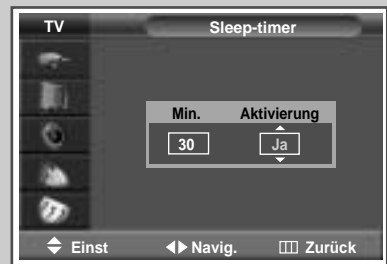 TV Sleep-timer
Min. Aktivierung
30 Ja
Einst Navig. Zurück